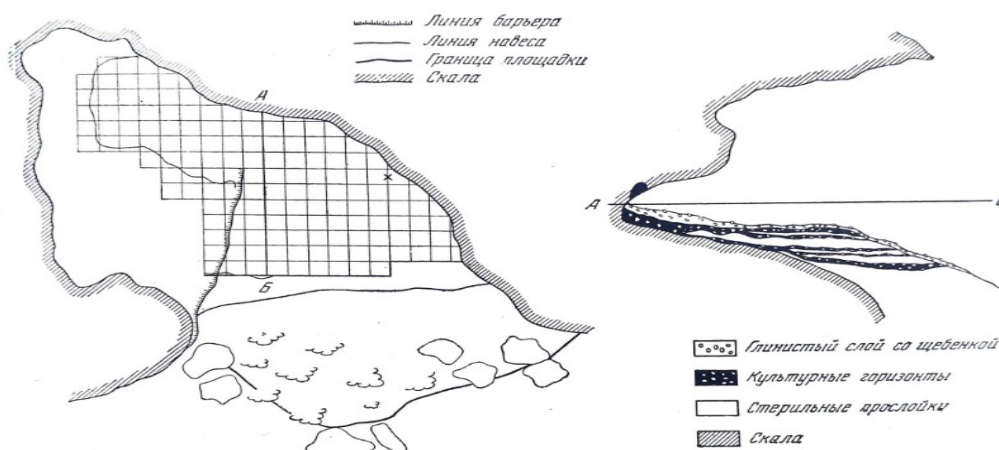 Линия барьера
Линия навеса
Граница площадки
Скала
А
Б
А
Глинистый слой со щебенкой
Культурные горизонты
Стерильные прослойки
Скала